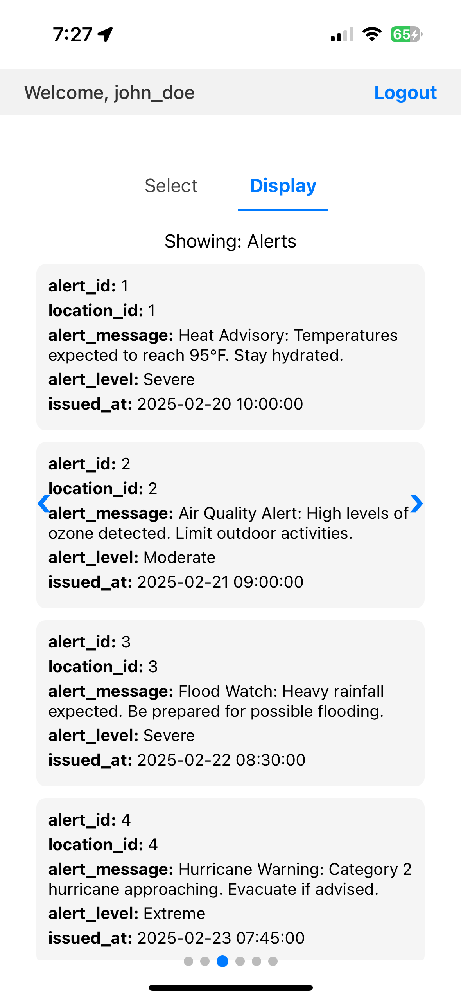 7:27
65
Welcome, john_doe
Logout
Select
Display
Showing: Alerts
alert_id: 1
location_id: 1
alert_message: Heat Advisory: Temperatures
expected to reach 95°F. Stay hydrated.
alert_level: Severe
issued_at: 2025-02-20 10:00:00
alert_id: 2
location_id: 2
alert_message: Air Quality Alert: High levels of
ozone detected. Limit outdoor activities.
alert_level: Moderate
issued_at: 2025-02-21 09:00:00
alert_id: 3
location_id: 3
alert_message: Flood Watch: Heavy rainfall
expected. Be prepared for possible flooding.
alert_level: Severe
issued_at: 2025-02-22 08:30:00
alert_id: 4
location_id: 4
alert_message: Hurricane Warning: Category 2
hurricane approaching. Evacuate if advised.
alert_level: Extreme
issued_at: 2025-02-23 07:45:00